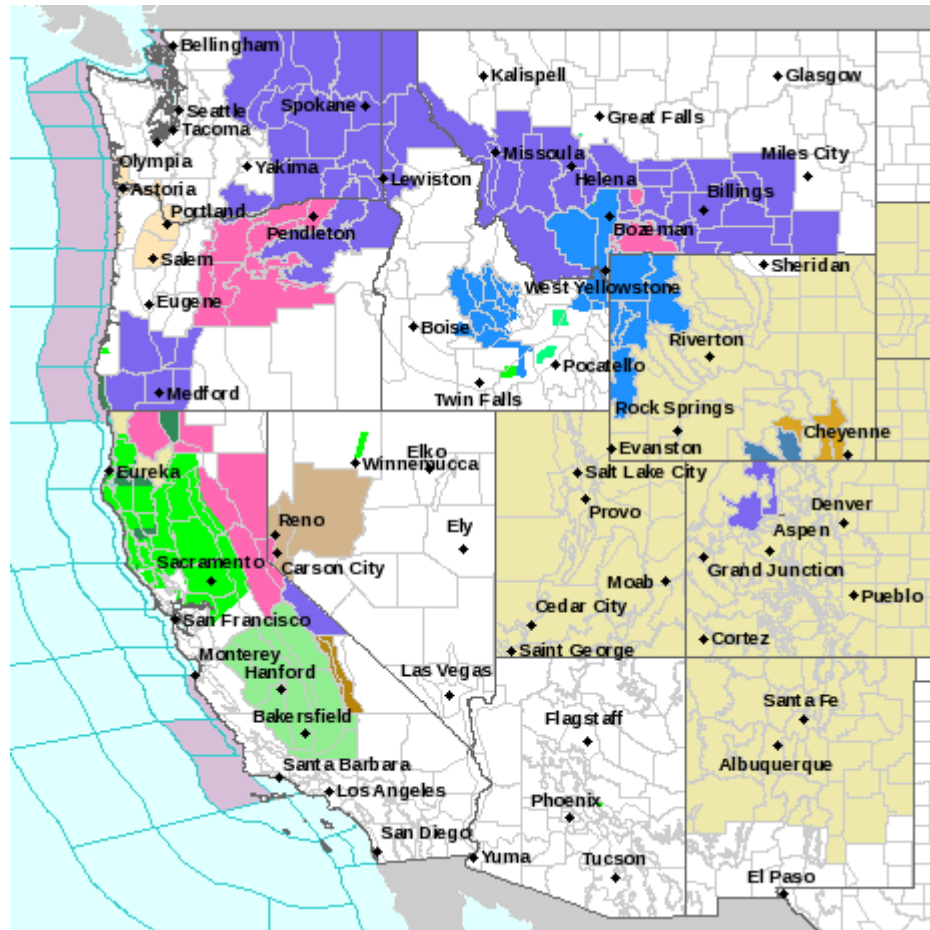 Bellingham
Kalispell
Glasgow
Spokane
Seattle
Great Falls
Tacoma
Olympia
Missoula
Miles City
Yakima
Helena
Lewiston
Billings
Astoria
Portland
Pendleton
Bozeman
Salem
Sheridan
West Yellowstone
Eugene
Boise
Riverton
Pocatello
Medford
Twin Falls
Rock Springs
Cheyenne
Elko
Evanston
Eureka
Winnemucca
Salt Lake City
Provo
Denver
Reno
Ely
Aspen
Sacramento
Carson City
Grand Junction
Moab
Pueblo
Cedar City
San Francisco
Cortez
Saint George
Monterey
Hanford
Las Vegas
Santa Fe
Bakersfield
Flagstaff
Albuquerque
Santa Barbara
Los Angeles
Phoenix
San Diego
Yuma
Tucson
El Paso